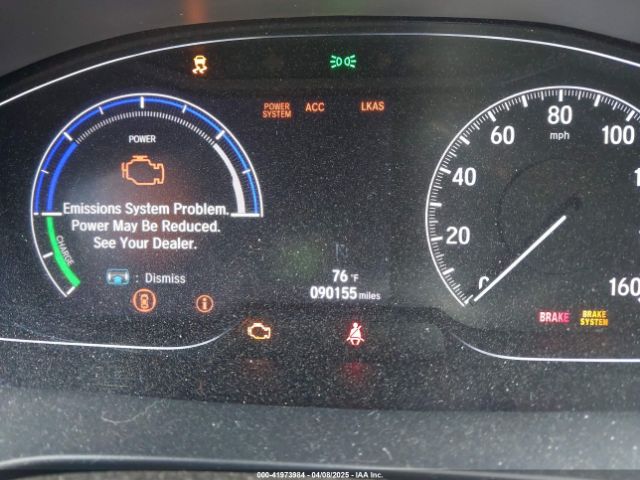 POWER
SYSTEM
ACC
LKAS
POWER
Emissions System Problem.
Power May Be Reduced.
See Your Dealer.
CHARGE
: Dismiss
76 °F
090155 miles
20
40
60
80
100
160
mph
BRAKE
BRAKE
SYSTEM
000-41973984 - 04/08/2025 - IAA Inc.